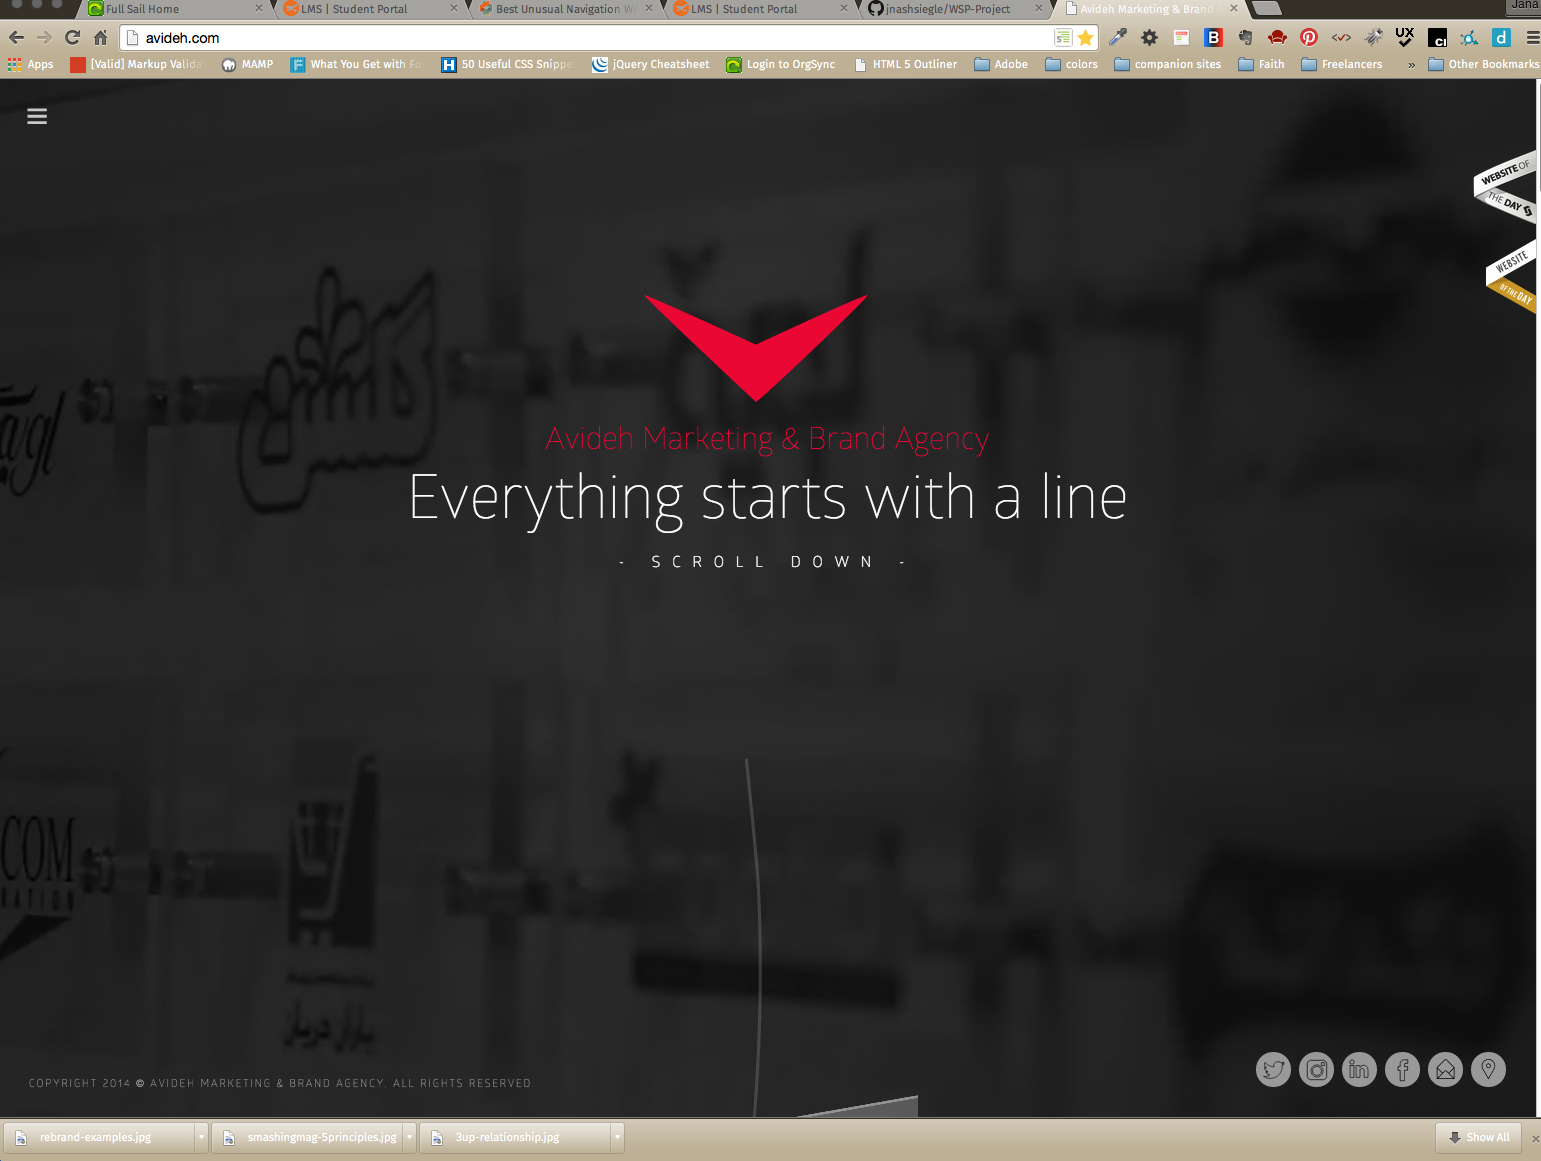 Full Sail Home
LMS | Student Portal
Best Unusual Navigation We
LMS | Student Portal
jnashsiegle/WSP-Project
Avideh Marketing & Brand
Jana
avideh.com
Apps
[Valid] Markup Valida
MAMP
What You Get with Fo
50 Useful CSS Snippe
jQuery Cheatsheet
Login to OrgSync
HTML 5 Outliner
Adobe
colors
companion sites
Faith
Freelancers
»
Other Bookmarks
WEBSITE OF
THE DAY
WEBSITE
OF THE DAY
Avideh Marketing & Brand Agency
Everything starts with a line
- SCROLL DOWN -
COM
COPYRIGHT 2014 © AVIDEH MARKETING & BRAND AGENCY. ALL RIGHTS RESERVED.
rebrand-examples.jpg
smashingmag-5principles.jpg
3up-relationship.jpg
Show All